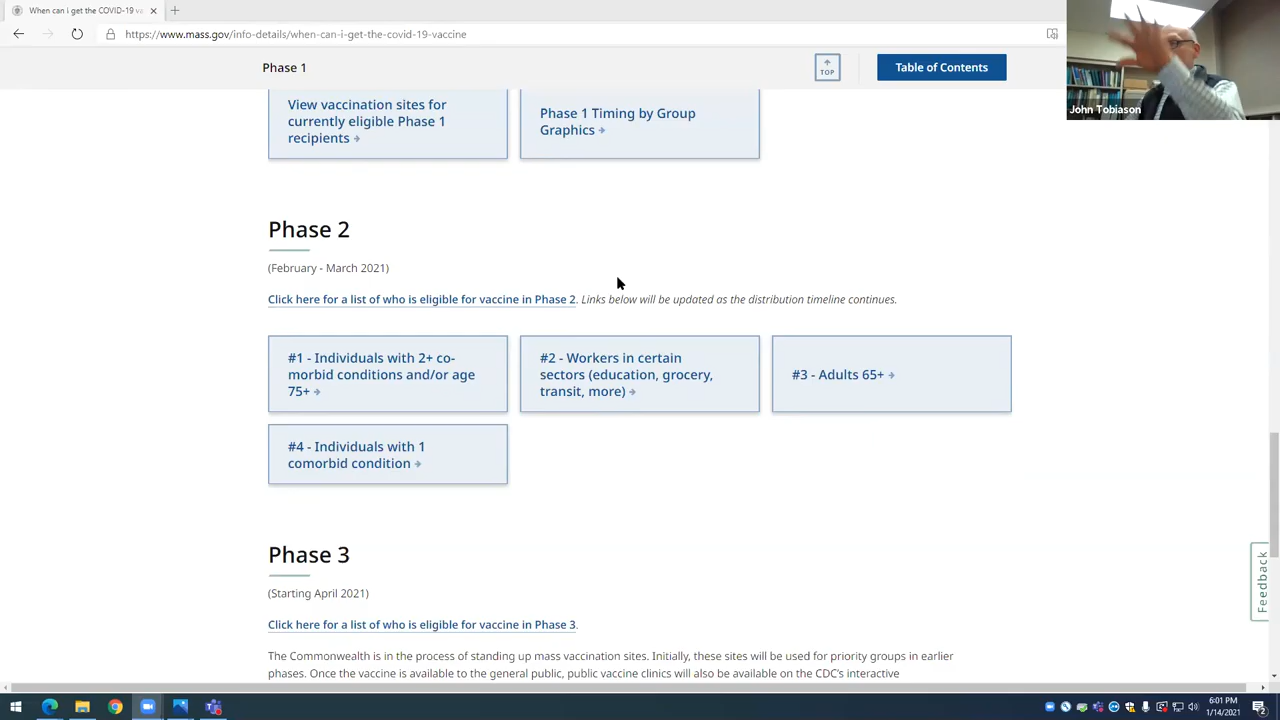 When can i get the COVID-19 va
https://www.mass.gov/info-details/when-can-i-get-the-covid-19-vaccine
Phase 1
TOP
Table of Contents
John Tobiason
View vaccination sites for
currently eligible Phase 1
recipients
Phase 1 Timing by Group
Graphics
Phase 2
(February - March 2021)
Click here for a list of who is eligible for vaccine in Phase 2. Links below will be updated as the distribution timeline continues.
#1 - Individuals with 2+ co-
morbid conditions and/or age
75+
#2 - Workers in certain
sectors (education, grocery,
transit, more)
#3 - Adults 65+
#4 - Individuals with 1
comorbid condition
Phase 3
(Starting April 2021)
Click here for a list of who is eligible for vaccine in Phase 3.
The Commonwealth is in the process of standing up mass vaccination sites. Initially, these sites will be used for priority groups in earlier
phases. Once the vaccine is available to the general public, public vaccine clinics will also be available on the CDC's interactive
Feedback
6:01 PM
1/14/2021
2